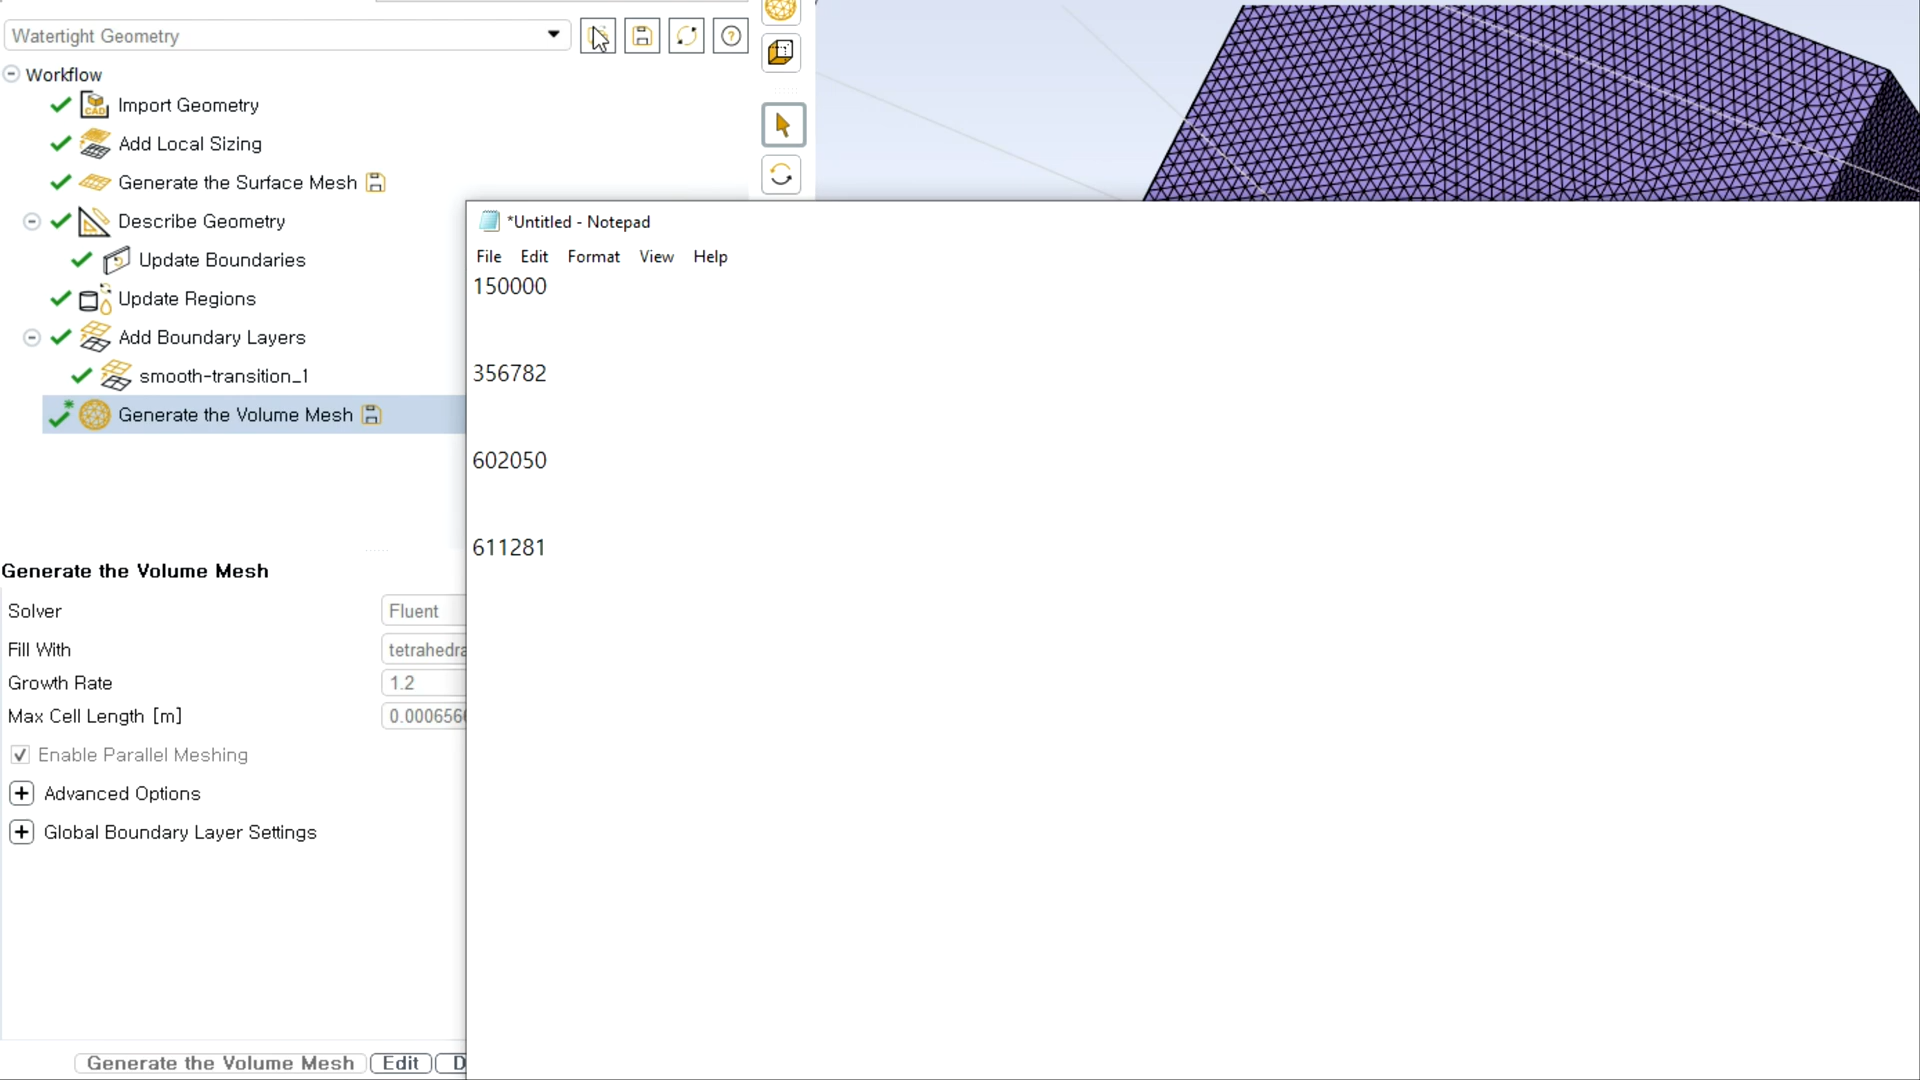 Watertight Geometry
Workflow
Import Geometry
Add Local Sizing
Generate the Surface Mesh
Describe Geometry
Update Boundaries
Update Regions
Add Boundary Layers
smooth-transition_1
Generate the Volume Mesh
Generate the Volume Mesh
Solver
Fluent
Fill With
tetrahedra
Growth Rate
1.2
Max Cell Length [m]
0.000656
Enable Parallel Meshing
Advanced Options
Global Boundary Layer Settings
Generate the Volume Mesh
Edit
D
*Untitled - Notepad
File Edit Format View Help
150000
356782
602050
611281